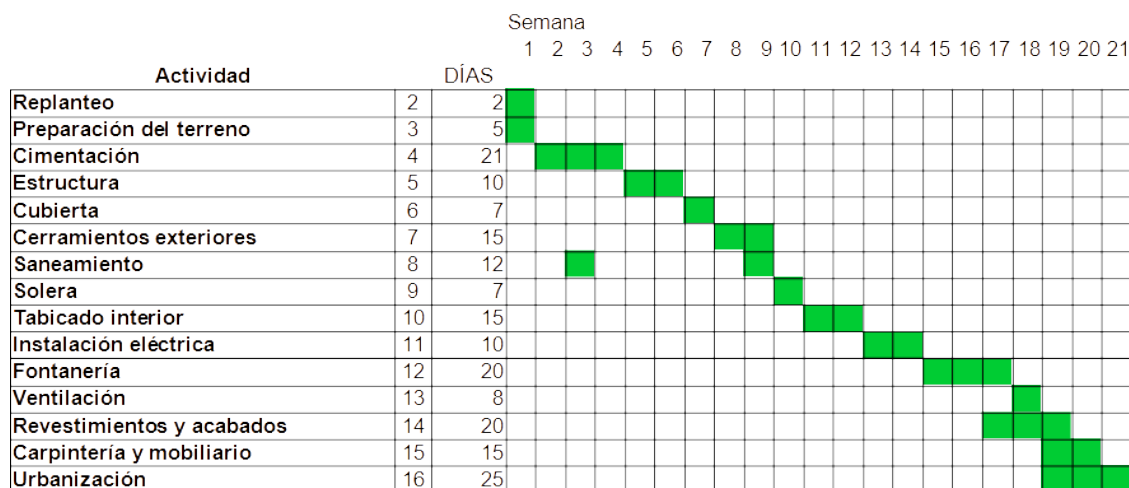 Semana
1 2 3 4 5 6 7 8 9 10 11 12 13 14 15 16 17 18 19 20 21
Actividad DÍAS
Replanteo 2 2
Preparación del terreno 3 5
Cimentación 4 21
Estructura 5 10
Cubierta 6 7
Cerramientos exteriores 7 15
Saneamiento 8 12
Solera 9 7
Tabicado interior 10 15
Instalación eléctrica 11 10
Fontanería 12 20
Ventilación 13 8
Revestimientos y acabados 14 20
Carpintería y mobiliario 15 15
Urbanización 16 25